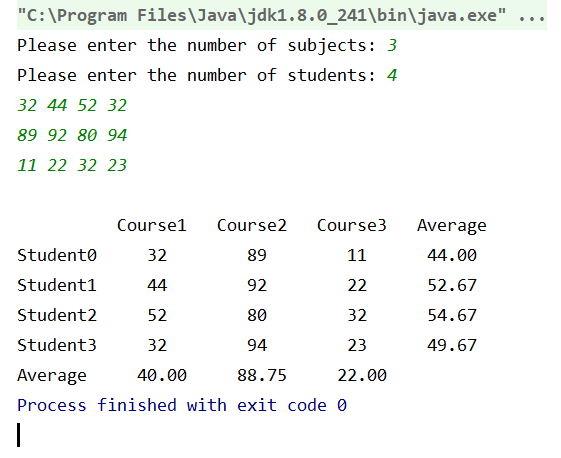 "C:\Program Files\Java\jdk1.8.0_241\bin\java.exe" ...
Please enter the number of subjects: 3
Please enter the number of students: 4
32 44 52 32
89 92 80 94
11 22 32 23
Course1 Course2 Course3 Average
Student0 32 89 11 44.00
Student1 44 92 22 52.67
Student2 52 80 32 54.67
Student3 32 94 23 49.67
Average 40.00 88.75 22.00
Process finished with exit code 0